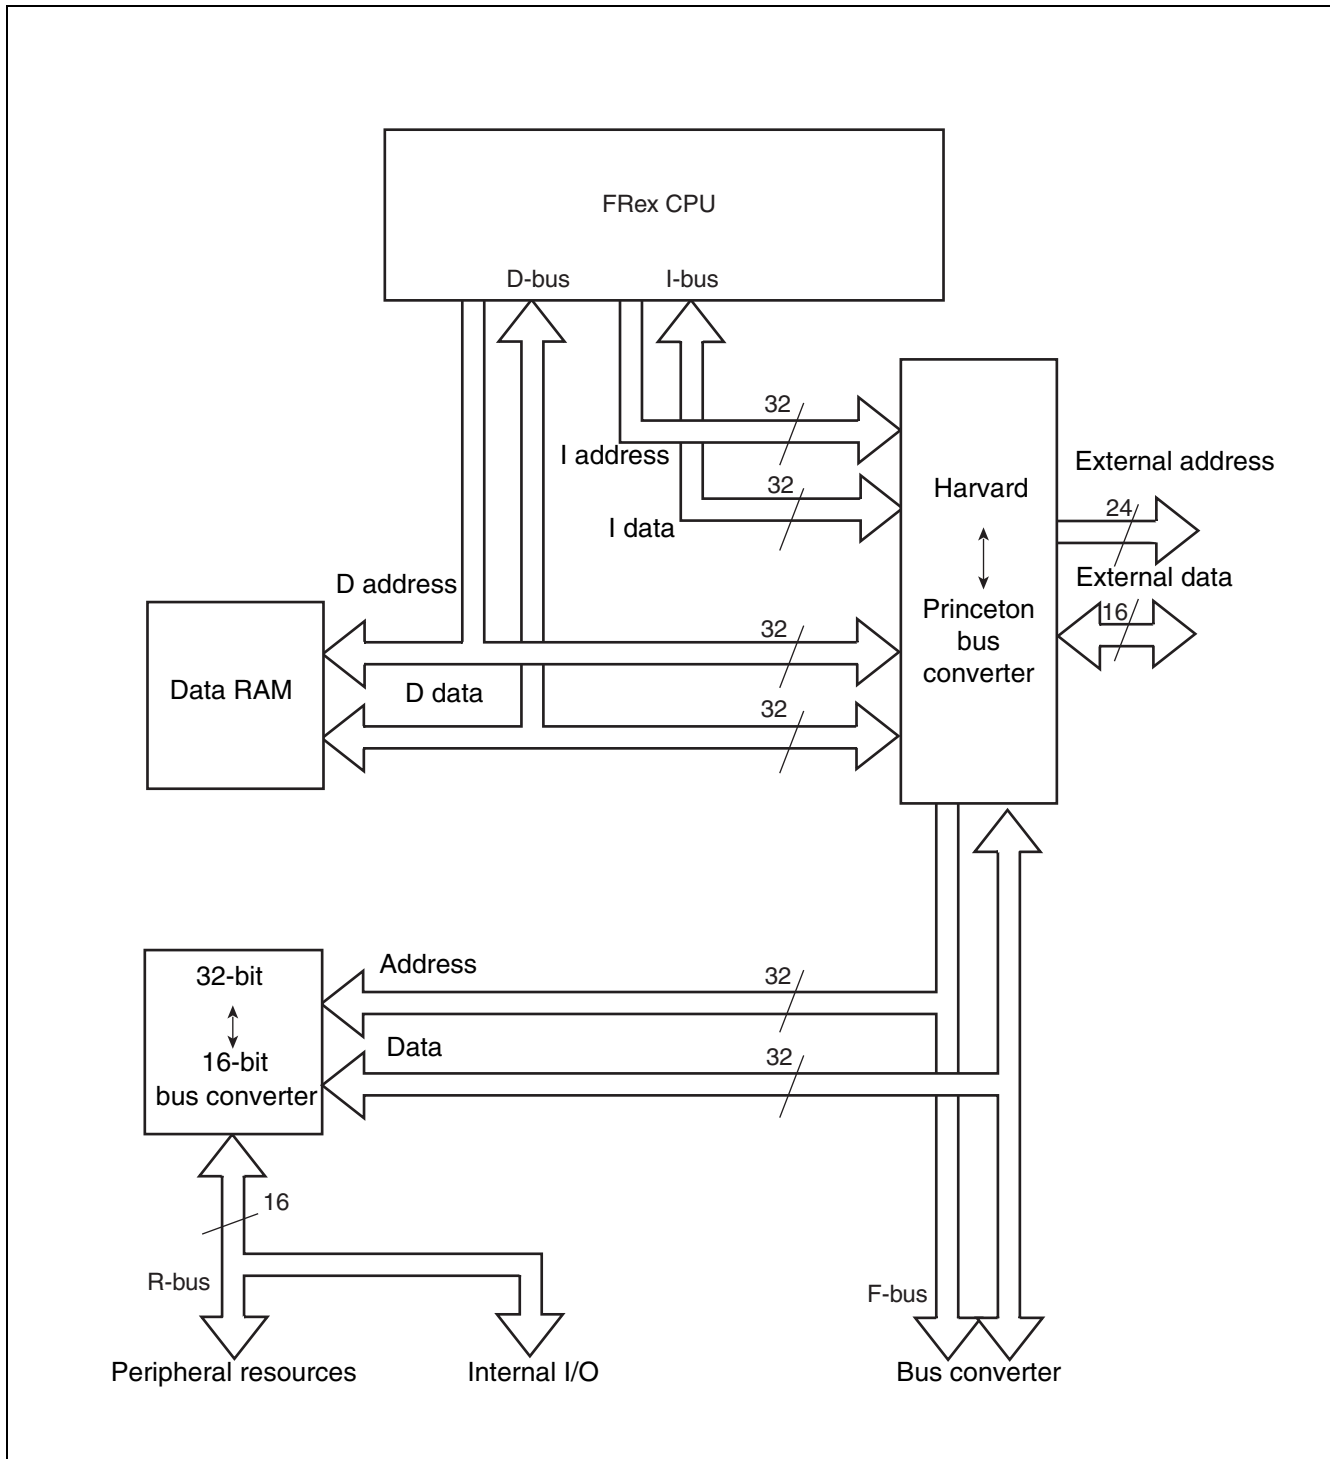 FRex CPU
D-bus
I-bus
32
I address
32
I data
Harvard
Princeton
bus
converter
External address
24
External data
16
D address
32
Data RAM
D data
32
32-bit
16-bit
bus converter
Address
32
Data
32
16
R-bus
F-bus
Peripheral resources
Internal I/O
Bus converter